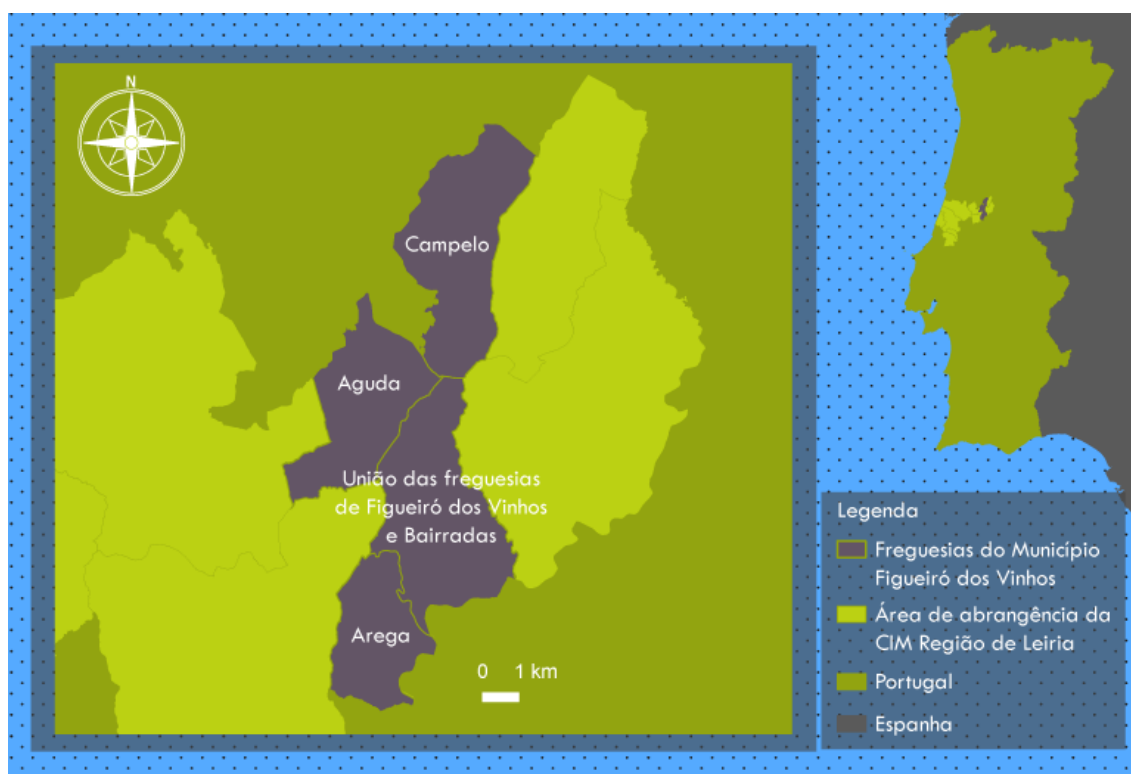 N
Campelo
Aguda
União das freguesias
de Figueiró dos Vinhos
e Bairradas
Arega
0 1 km
Legenda
Freguesias do Município
Figueiró dos Vinhos
Área de abrangência da
CIM Região de Leiria
Portugal
Espanha